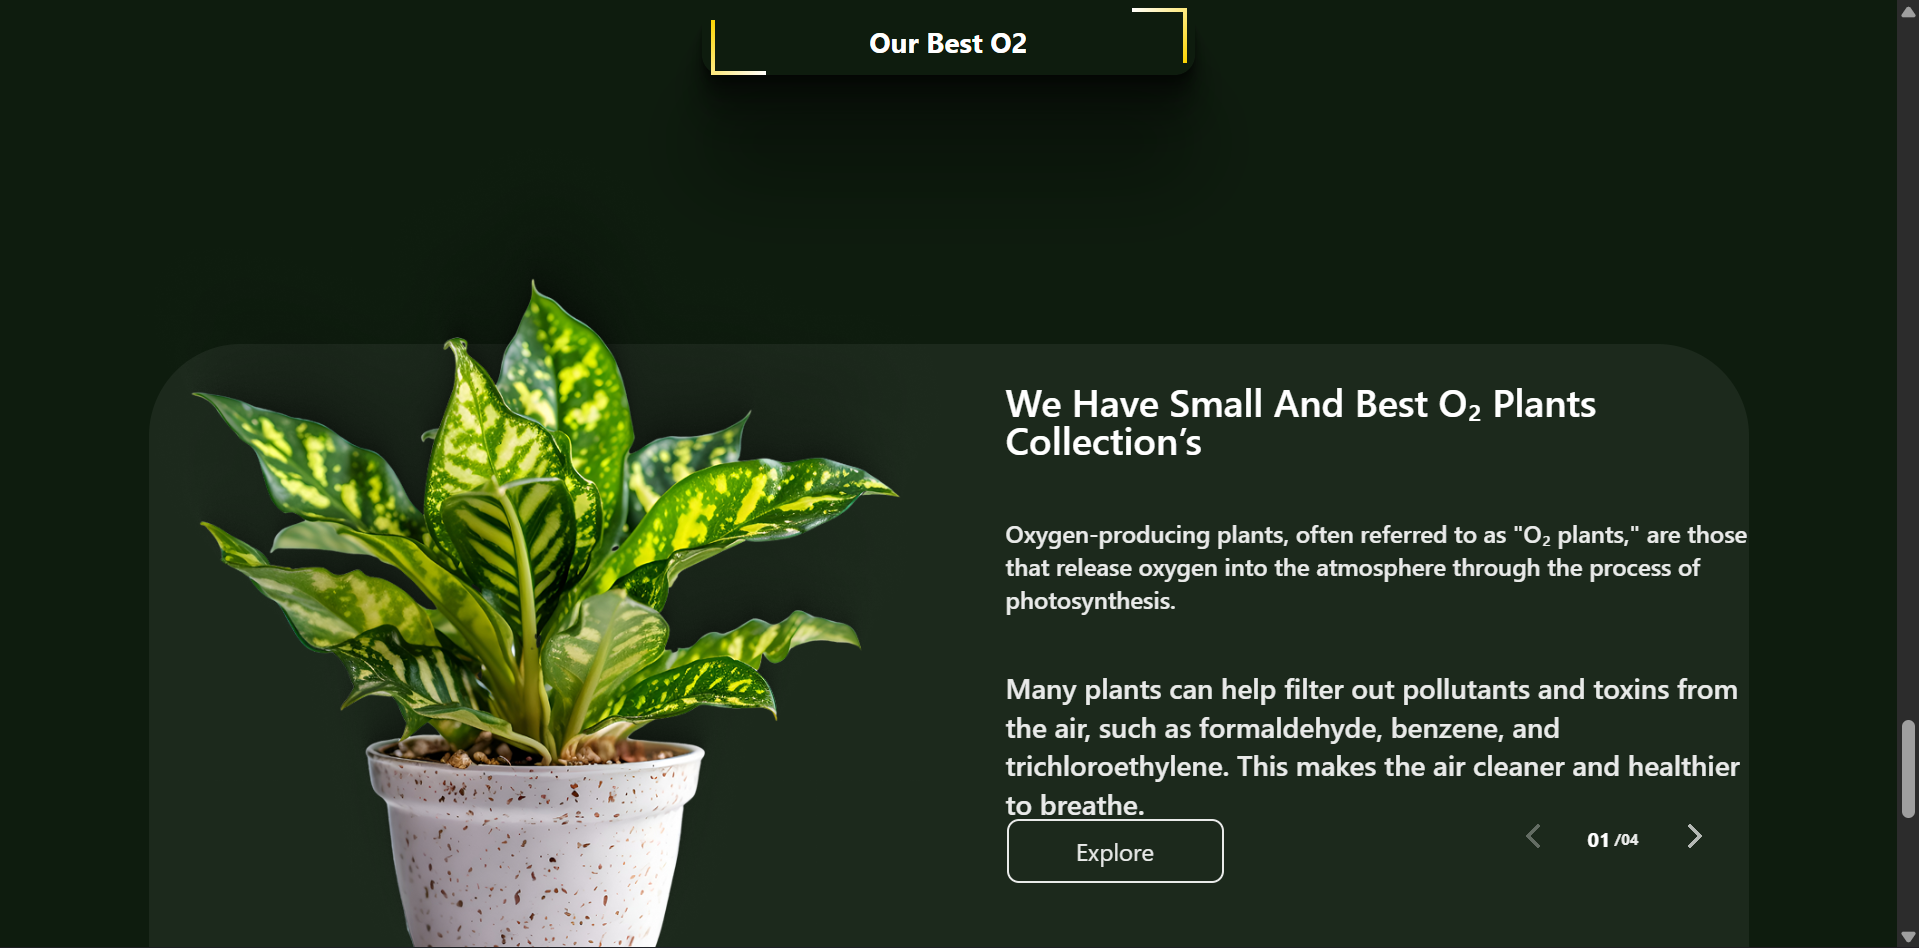 Our Best O2
We Have Small And Best O₂ Plants
Collection’s
Oxygen-producing plants, often referred to as "O₂ plants," are those
that release oxygen into the atmosphere through the process of
photosynthesis.
Many plants can help filter out pollutants and toxins from
the air, such as formaldehyde, benzene, and
trichloroethylene. This makes the air cleaner and healthier
to breathe.
Explore
01 /04